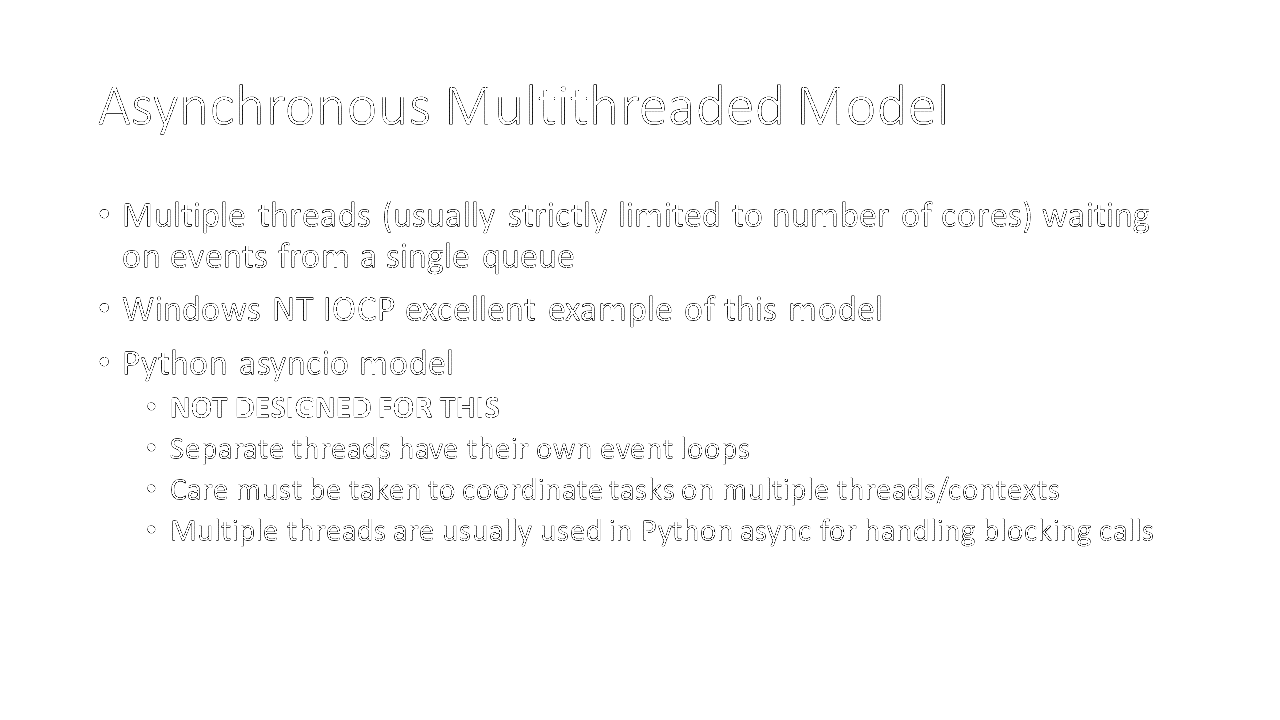 Asynchronous Multithreaded Model
• Multiple threads (usually strictly limited to number of cores) waiting
on events from a single queue
• Windows NT IOCP excellent example of this model
• Python asyncio model
• NOT DESIGNED FOR THIS
• Separate threads have their own event loops
• Care must be taken to coordinate tasks on multiple threads/contexts
• Multiple threads are usually used in Python async for handling blocking calls